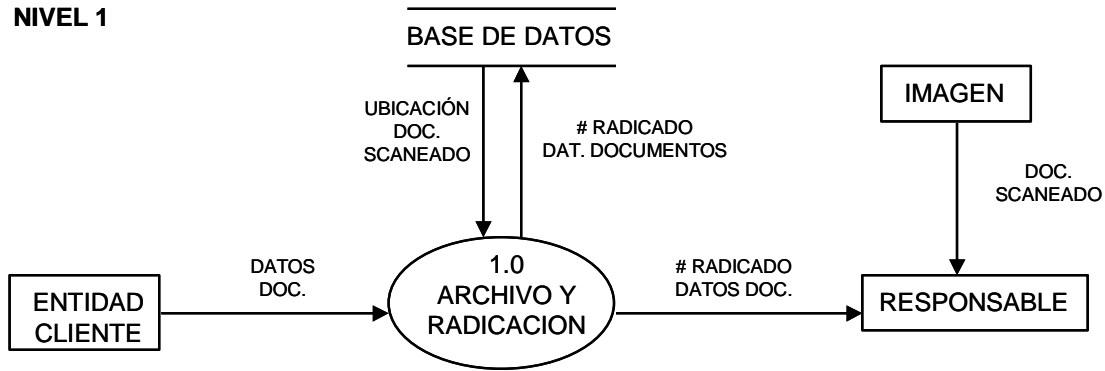 NIVEL 1
BASE DE DATOS
UBICACIÓN
DOC.
SCANEADO
# RADICADO
DAT. DOCUMENTOS
IMAGEN
DOC.
SCANEADO
DATOS
DOC.
1.0
ARCHIVO Y
RADICACION
# RADICADO
DATOS DOC.
ENTIDAD
CLIENTE
RESPONSABLE